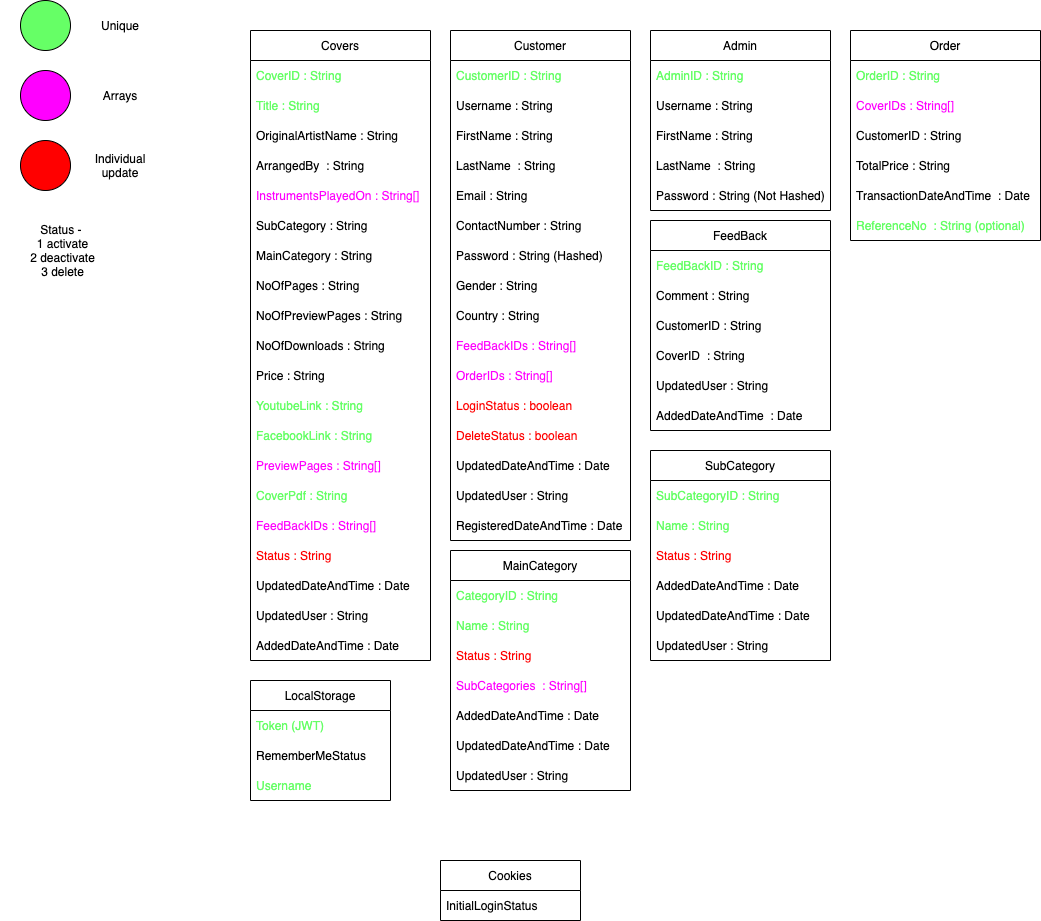 Unique
Arrays
Individual
update
Status -
1 activate
2 deactivate
3 delete
Covers
CoverID : String
Title : String
OriginalArtistName : String
ArrangedBy  : String
InstrumentsPlayedOn : String[]
SubCategory : String
MainCategory : String
NoOfPages : String
NoOfPreviewPages : String
NoOfDownloads : String
Price : String
YoutubeLink : String
FacebookLink : String
PreviewPages : String[]
CoverPdf : String
FeedBackIDs : String[]
Status : String
UpdatedDateAndTime : Date
UpdatedUser : String
AddedDateAndTime : Date
Customer
CustomerID : String
Username : String
FirstName : String
LastName  : String
Email : String
ContactNumber : String
Password : String (Hashed)
Gender : String
Country : String
FeedBackIDs : String[]
OrderIDs : String[]
LoginStatus : boolean
DeleteStatus : boolean
UpdatedDateAndTime : Date
UpdatedUser : String
RegisteredDateAndTime : Date
Admin
AdminID : String
Username : String
FirstName : String
LastName  : String
Password : String (Not Hashed)
Order
OrderID : String
CoverIDs : String[]
CustomerID : String
TotalPrice : String
TransactionDateAndTime  : Date
ReferenceNo  : String (optional)
FeedBack
FeedBackID : String
Comment : String
CustomerID : String
CoverID  : String
UpdatedUser : String
AddedDateAndTime  : Date
SubCategory
SubCategoryID : String
Name : String
Status : String
AddedDateAndTime : Date
UpdatedDateAndTime : Date
UpdatedUser : String
MainCategory
CategoryID : String
Name : String
Status : String
SubCategories  : String[]
AddedDateAndTime : Date
UpdatedDateAndTime : Date
UpdatedUser : String
LocalStorage
Token (JWT)
RememberMeStatus
Username
Cookies
InitialLoginStatus